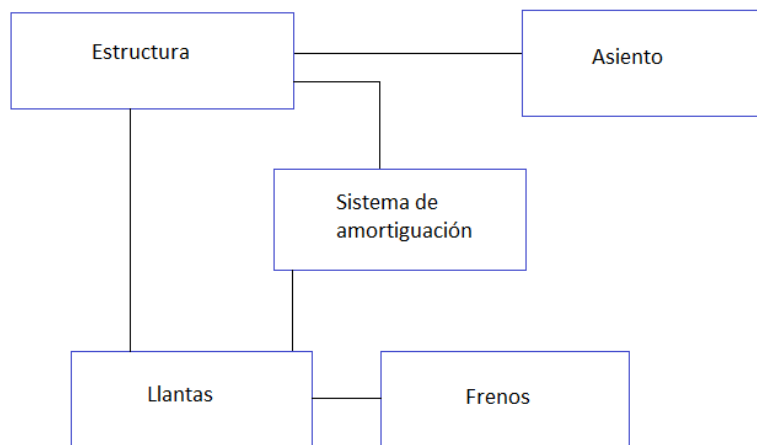 Estructura
Asiento
Sistema de
amortiguación
Llantas
Frenos